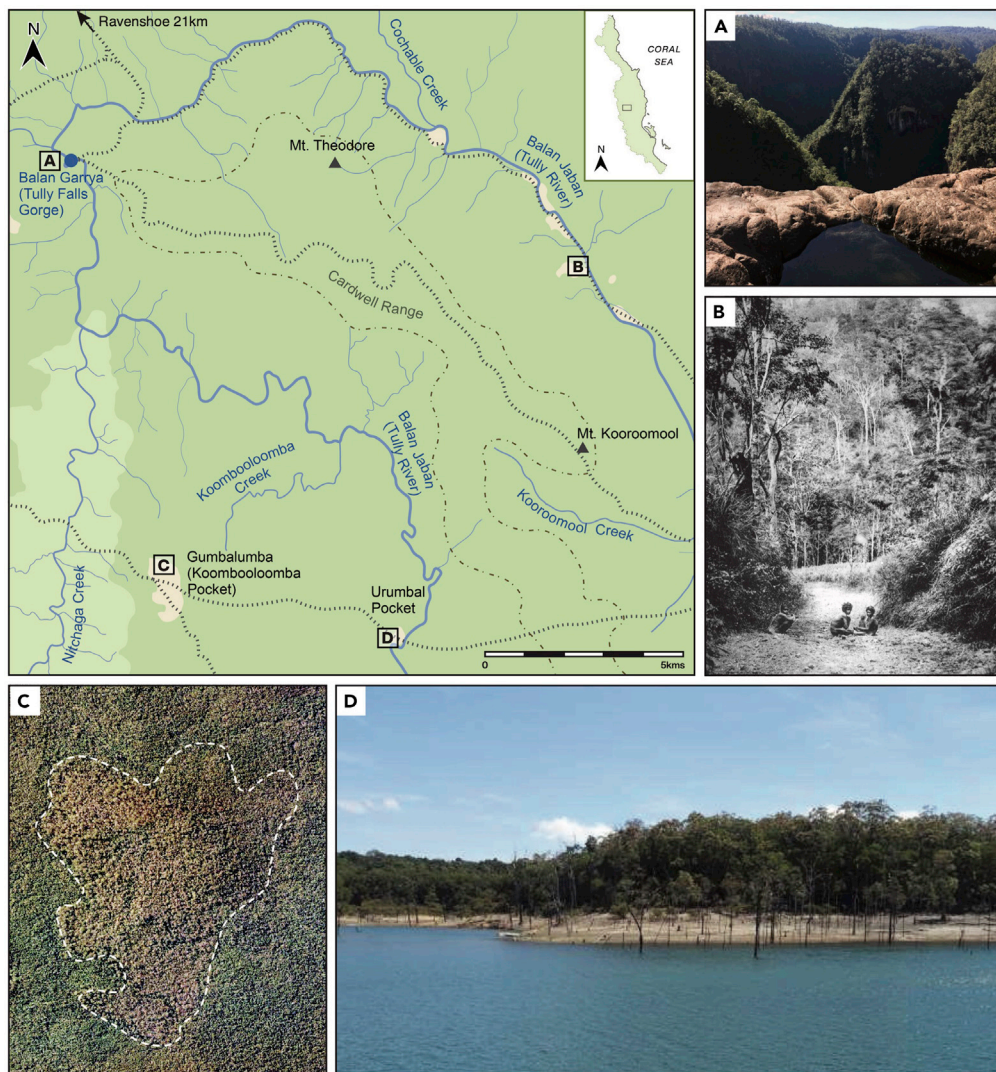 N
Ravenshoe 21km
Cochable Creek
CORAL
SEA
N
Mt. Theodore
A
Balan Garrya
(Tully Falls
Gorge)
Balan Jaban
(Tully River)
B
Cardwell Range
Mt. Kooroomool
Balan Jaban
(Tully River)
Koombooloomba
Creek
Kooroomool Creek
C
Gumbalumba
(Koombooloomba
Pocket)
Urumbal
Pocket
D
Nitchaga Creek
0
5kms
A
B
C
D